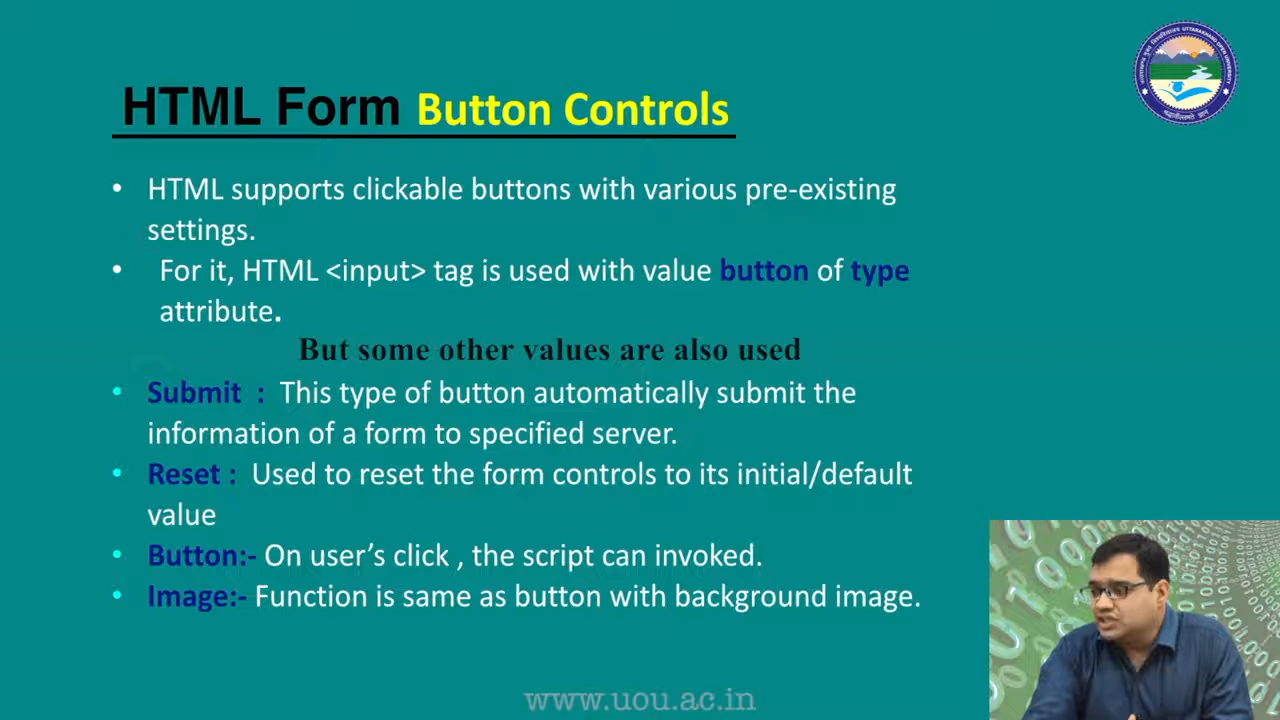 HTML Form Button Controls
• HTML supports clickable buttons with various pre-existing
settings.
• For it, HTML <input> tag is used with value button of type
attribute.
But some other values are also used
• Submit : This type of button automatically submit the
information of a form to specified server.
• Reset : Used to reset the form controls to its initial/default
value
• Button:- On user’s click , the script can invoked.
• Image:- Function is same as button with background image.
www.uou.ac.in
UTTARAKHAND OPEN UNIVERSITY